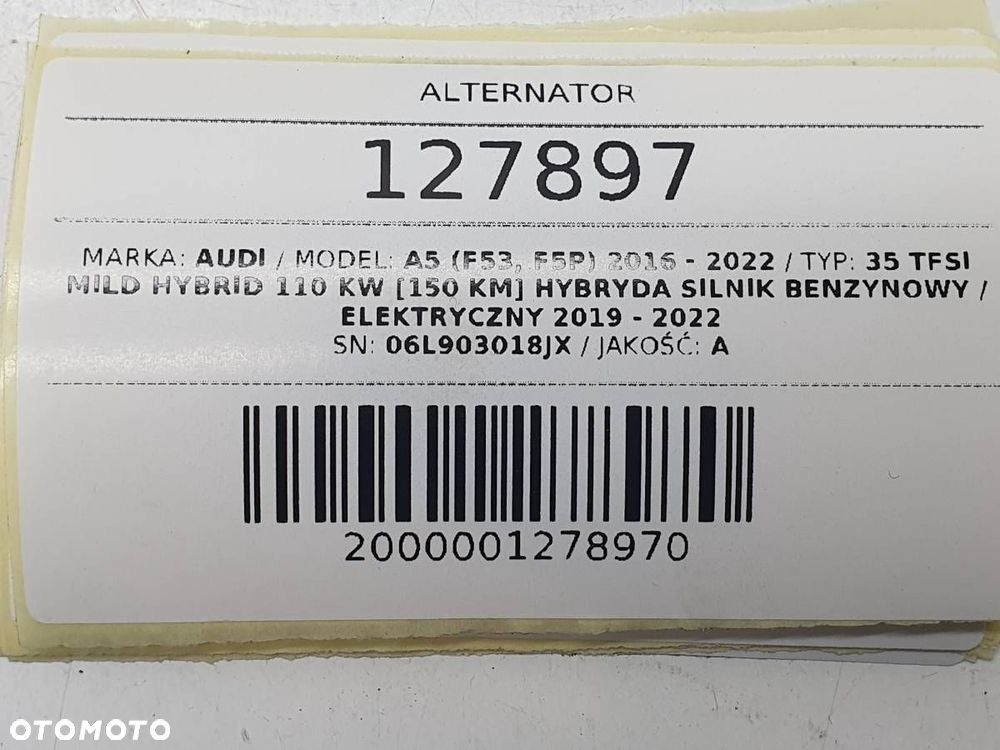 ALTERNATOR
127897
MARKA: AUDI / MODEL: A5 (F53, F5P) 2016 - 2022 / TYP: 35 TFSI
MILD HYBRID 110 KW [150 KM] HYBRYDA SILNIK BENZYNOWY /
ELEKTRYCZNY 2019 - 2022
SN: 06L903018JX / JAKOŚĆ: A
2000001278970
OTOMOTO